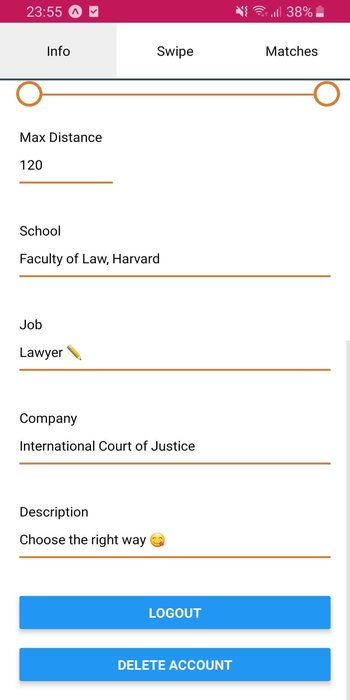 23:55 38%
Info Swipe Matches
Max Distance
120
School
Faculty of Law, Harvard
Job
Lawyer ✏️
Company
International Court of Justice
Description
Choose the right way 😋
LOGOUT
DELETE ACCOUNT